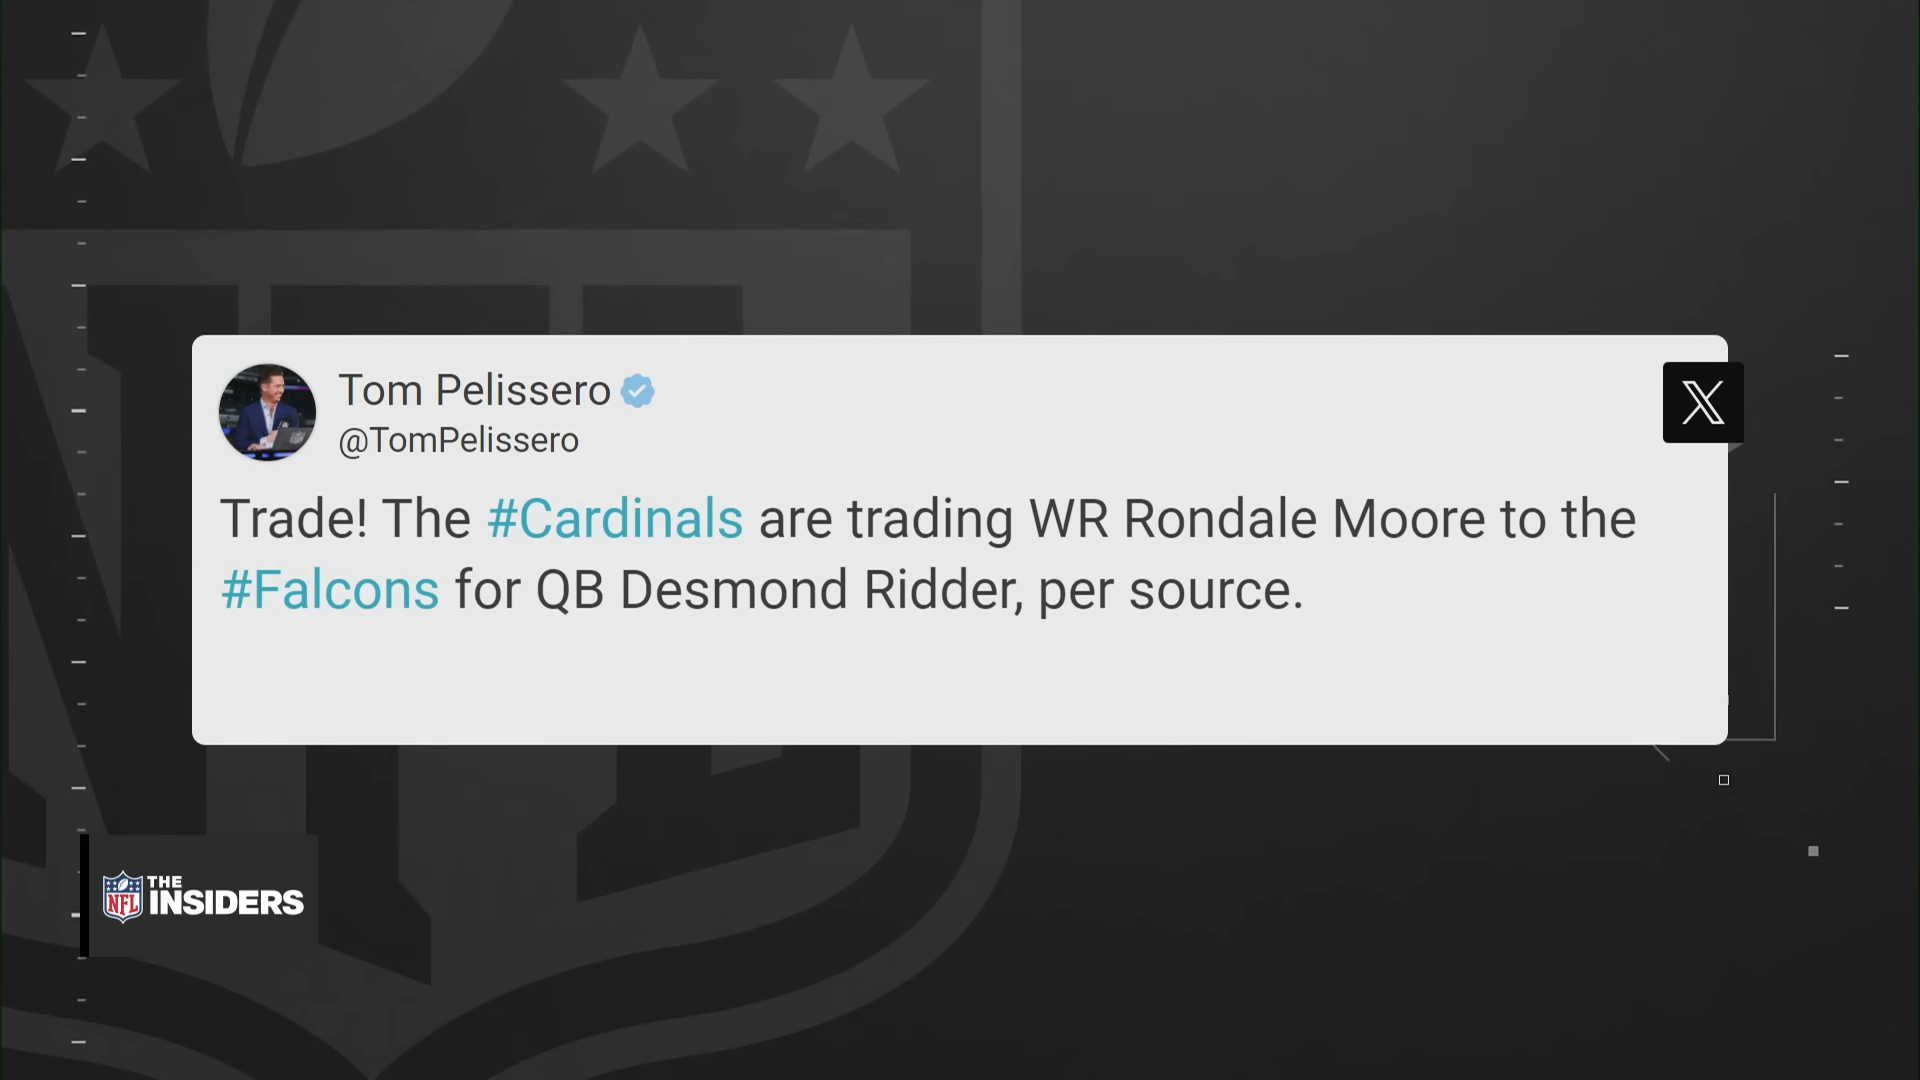 Tom Pelissero
@TomPelissero
X
Trade! The #Cardinals are trading WR Rondale Moore to the
#Falcons for QB Desmond Ridder, per source.
NFL
THE
INSIDERS